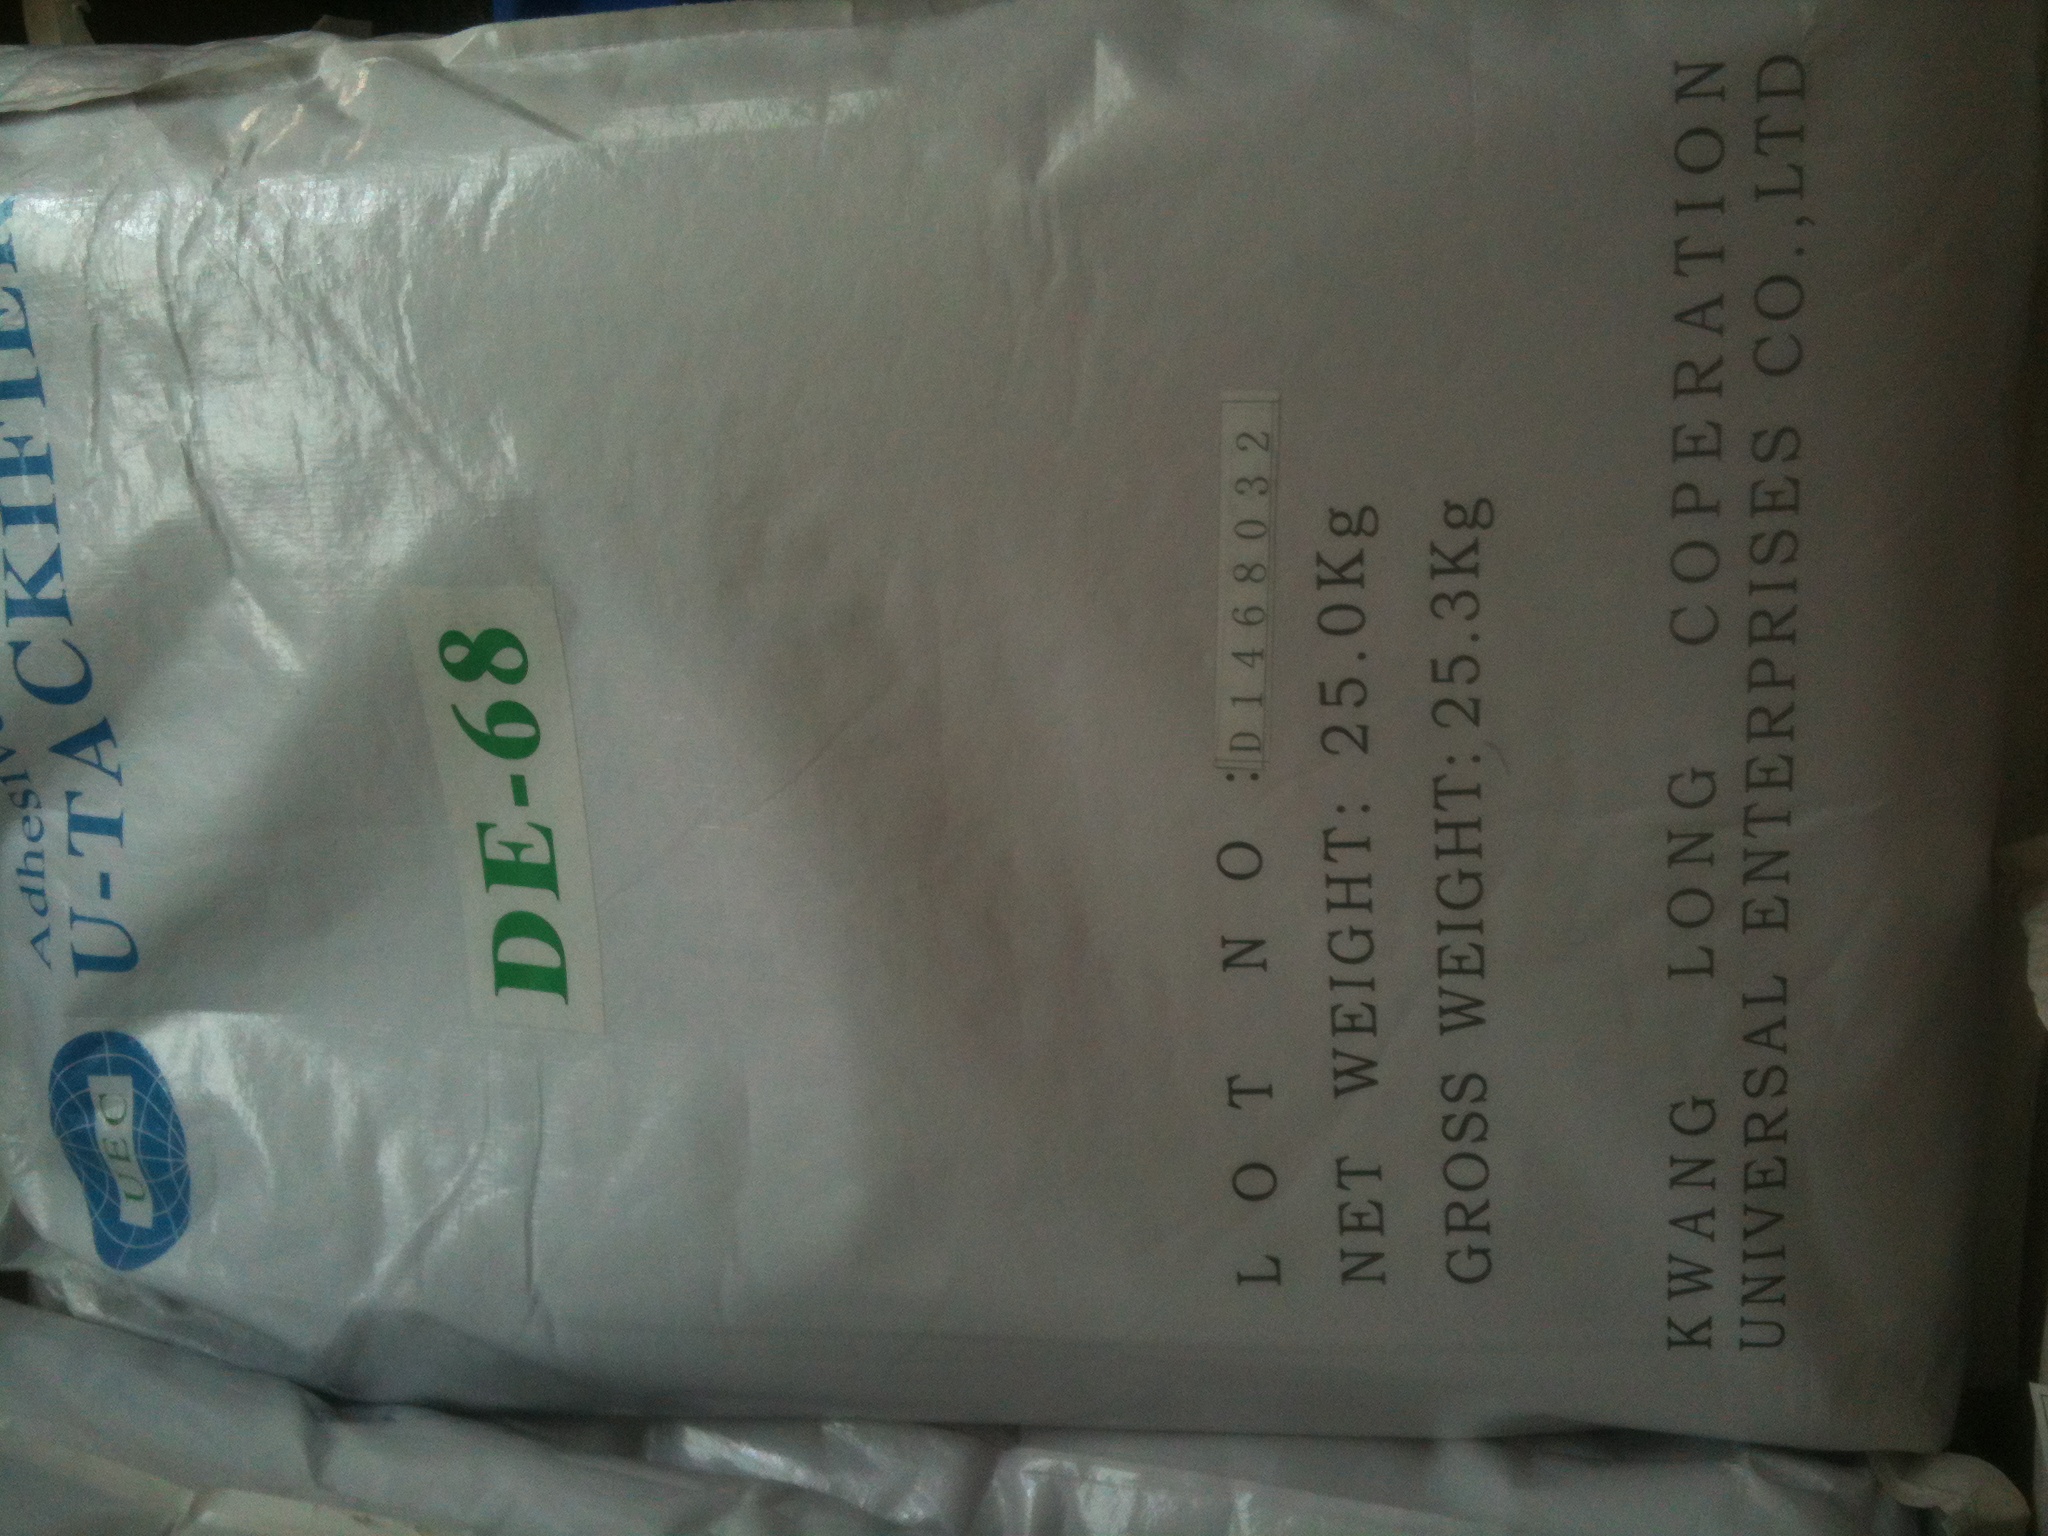 U-TACKIFIER
UEC
DE-68
LOT NO:D1468032
NET WEIGHT: 25.0Kg
GROSS WEIGHT:25.3Kg
KWANG LONG COPERATION
UNIVERSAL ENTERPRISES CO.,LTD